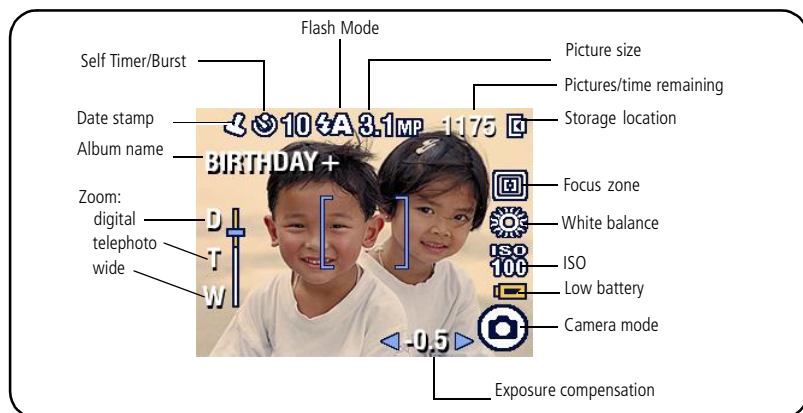 Flash Mode
Self Timer/Burst
Picture size
Pictures/time remaining
Date stamp
10 A 3.1MP 1175
Storage location
Album name
BIRTHDAY+
Zoom:
digital
D
telephoto
T
wide
W
Focus zone
White balance
ISO
100
ISO
Low battery
Camera mode
-0.5
Exposure compensation